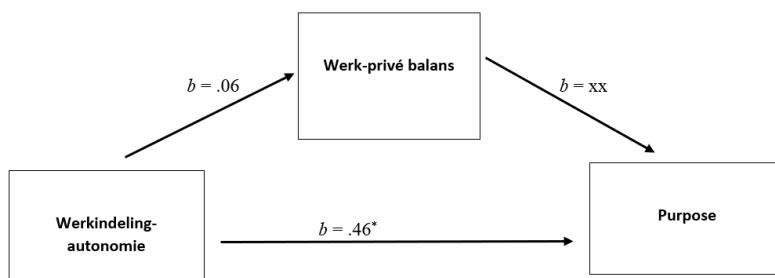 Werk-privé balans
b = .06
b = xx
Werkindeling-
autonomie
b = .46*
Purpose